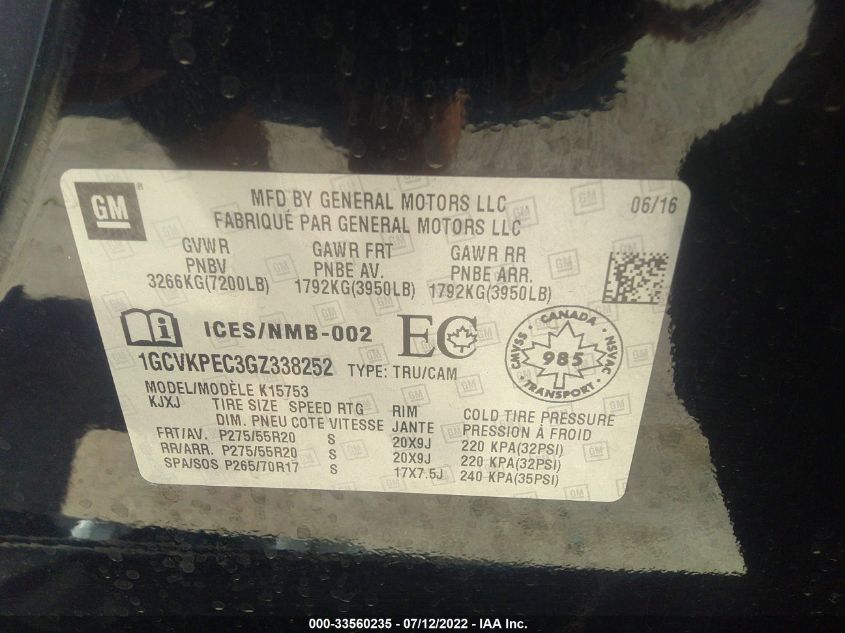 GM ®
MFD BY GENERAL MOTORS LLC 06/16
FABRIQUÉ PAR GENERAL MOTORS LLC
GVWR GAWR FRT GAWR RR
PNBV PNBE AV. PNBE ARR.
3266KG(7200LB) 1792KG(3950LB) 1792KG(3950LB)
ICES/NMB-002 EC
CANADA
CMVSS 985 NSVAC
TRANSPORT
1GCVKPEC3GZ338252 TYPE: TRU/CAM
MODEL/MODÈLE K15753
KJXJ TIRE SIZE SPEED RTG RIM COLD TIRE PRESSURE
DIM. PNEU COTE VITESSE JANTE PRESSION À FROID
FRT/AV. P275/55R20 S 20X9J 220 KPA(32PSI)
RR/ARR. P275/55R20 S 20X9J 220 KPA(32PSI)
SPA/SOS P265/70R17 S 17X7.5J 240 KPA(35PSI)
000-33560235 - 07/12/2022 - IAA Inc.